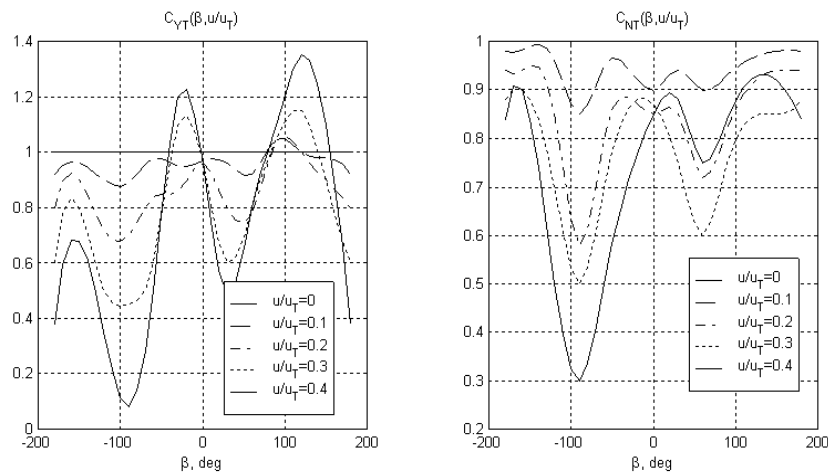 C_YT(β,u/u_T)
1.4
1.2
1
0.8
0.6
0.4
0.2
0
-200
-100
0
100
200
β, deg
u/u_T=0
u/u_T=0.1
u/u_T=0.2
u/u_T=0.3
u/u_T=0.4
C_NT(β,u/u_T)
1
0.9
0.8
0.7
0.6
0.5
0.4
0.3
0.2
-200
-100
0
100
200
β, deg
u/u_T=0
u/u_T=0.1
u/u_T=0.2
u/u_T=0.3
u/u_T=0.4